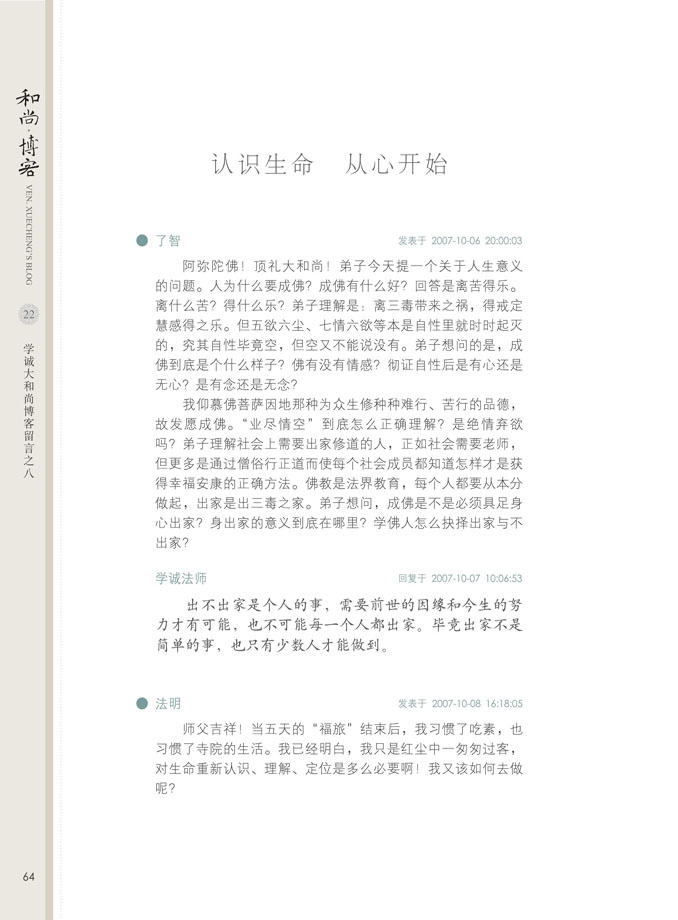 和尚·博客
VEN. XUECHENG'S BLOG
22
学诚大和尚博客留言之八
认识生命 从心开始
了智 发表于 2007-10-06 20:00:03
阿弥陀佛！顶礼大和尚！弟子今天提一个关于人生意义
的问题。人为什么要成佛？成佛有什么好？回答是离苦得乐。
离什么苦？得什么乐？弟子理解是：离三毒带来之祸，得戒定
慧感得之乐。但五欲六尘、七情六欲等本是自性里就时时起灭
的，究其自性毕竟空，但空又不能说没有。弟子想问的是，成
佛到底是个什么样子？佛有没有情感？彻证自性后是有心还是
无心？是有念还是无念？
我仰慕佛菩萨因地那种为众生修种种难行、苦行的品德，
故发愿成佛。“业尽情空”到底怎么正确理解？是绝情弃欲
吗？弟子理解社会上需要出家修道的人，正如社会需要老师，
但更多是通过僧俗行正道而使每个社会成员都知道怎样才是获
得幸福安康的正确方法。佛教是法界教育，每个人都要从本分
做起，出家是出三毒之家。弟子想问，成佛是不是必须具足身
心出家？身出家的意义到底在哪里？学佛人怎么抉择出家与不
出家？
学诚法师 回复于 2007-10-07 10:06:53
出不出家是个人的事，需要前世的因缘和今生的努
力才有可能，也不可能每一个人都出家。毕竟出家不是
简单的事，也只有少数人才能做到。
法明 发表于 2007-10-08 16:18:05
师父吉祥！当五天的“福旅”结束后，我习惯了吃素，也
习惯了寺院的生活。我已经明白，我只是红尘中一匆匆过客，
对生命重新认识、理解、定位是多么必要啊！我又该如何去做
呢？
64